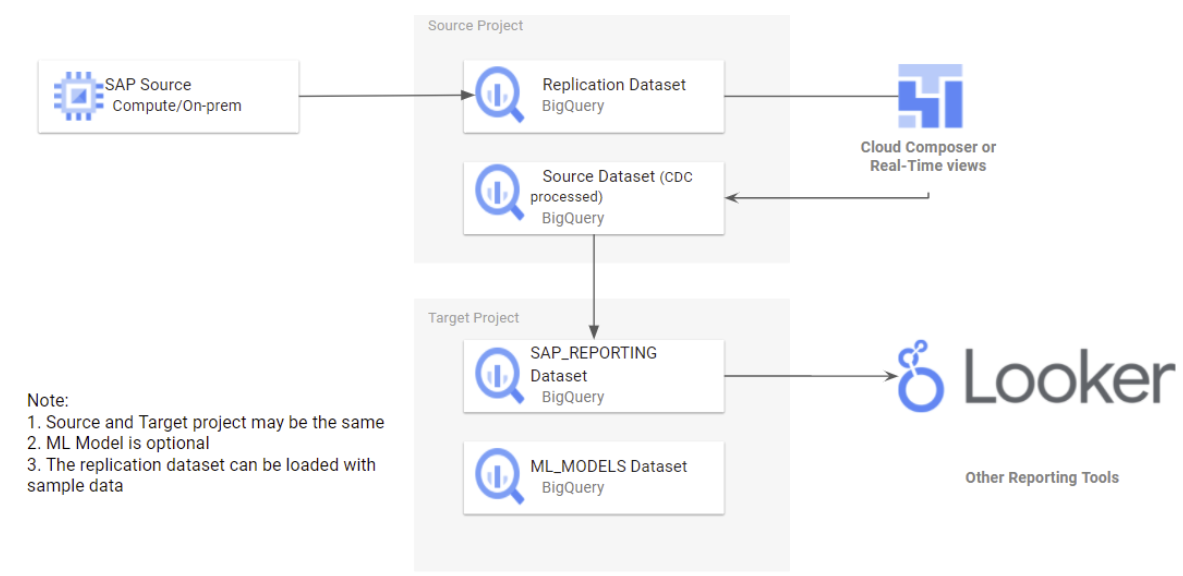 Source Project
SAP Source
Compute/On-prem
Replication Dataset
BigQuery
Cloud Composer or
Real-Time views
Source Dataset (CDC
processed)
BigQuery
Target Project
SAP_REPORTING
Dataset
BigQuery
Looker
Note:
1. Source and Target project may be the same
2. ML Model is optional
3. The replication dataset can be loaded with
sample data
ML_MODELS Dataset
BigQuery
Other Reporting Tools